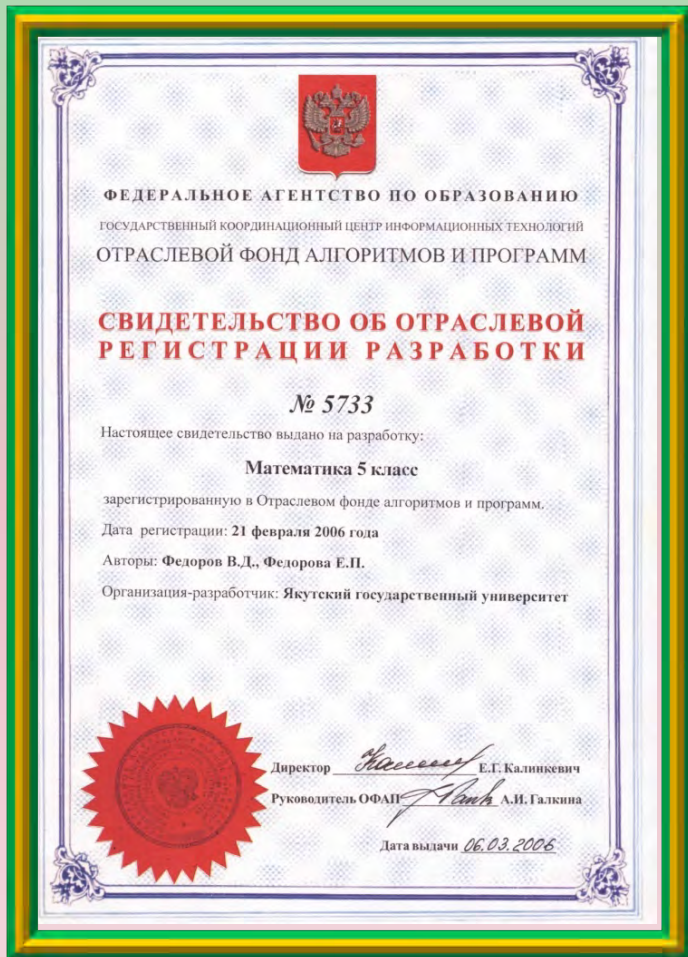 ФЕДЕРАЛЬНОЕ АГЕНТСТВО ПО ОБРАЗОВАНИЮ
ГОСУДАРСТВЕННЫЙ КООРДИНАЦИОННЫЙ ЦЕНТР ИНФОРМАЦИОННЫХ ТЕХНОЛОГИЙ
ОТРАСЛЕВОЙ ФОНД АЛГОРИТМОВ И ПРОГРАММ
СВИДЕТЕЛЬСТВО ОБ ОТРАСЛЕВОЙ
РЕГИСТРАЦИИ РАЗРАБОТКИ
№ 5733
Настоящее свидетельство выдано на разработку:
Математика 5 класс
зарегистрированную в Отраслевом фонде алгоритмов и программ.
Дата регистрации: 21 февраля 2006 года
Авторы: Федоров В.Д., Федорова Е.П.
Организация-разработчик: Якутский государственный университет
Директор Е.Г. Калинкевич
Руководитель ОФАП А.И. Галкина
Дата выдачи 06.03.2006